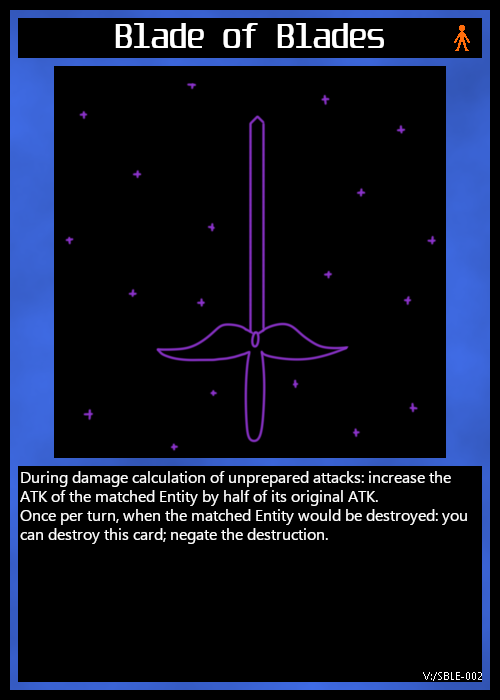 Blade of Blades
During damage calculation of unprepared attacks: increase the
ATK of the matched Entity by half of its original ATK.
Once per turn, when the matched Entity would be destroyed: you
can destroy this card; negate the destruction.
V:/SBLE-002